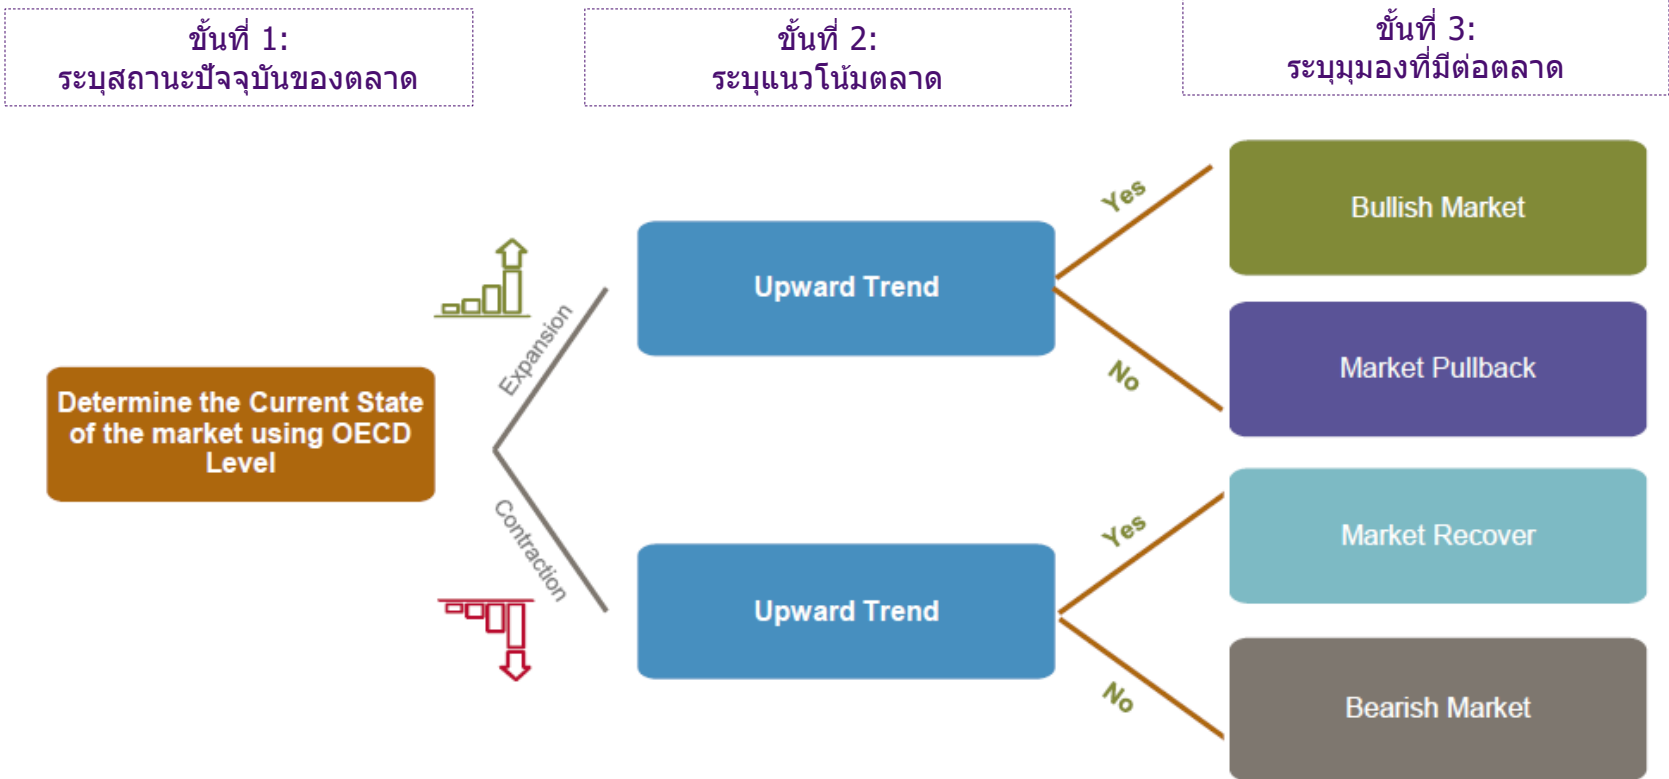 ขั้นที่ 1:
ระบุสถานะปัจจุบันของตลาด
ขั้นที่ 2:
ระบุแนวโน้มตลาด
ขั้นที่ 3:
ระบุมุมองที่มีต่อตลาด
Determine the Current State
of the market using OECD
Level
Expansion
Contraction
Upward Trend
Yes
No
Upward Trend
Yes
No
Bullish Market
Market Pullback
Market Recover
Bearish Market